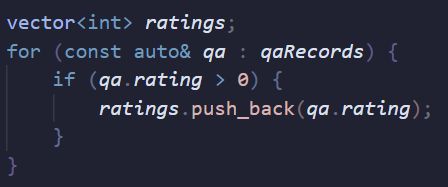 vector<int> ratings;
for (const auto& qa : qaRecords) {
    if (qa.rating > 0) {
        ratings.push_back(qa.rating);
    }
}